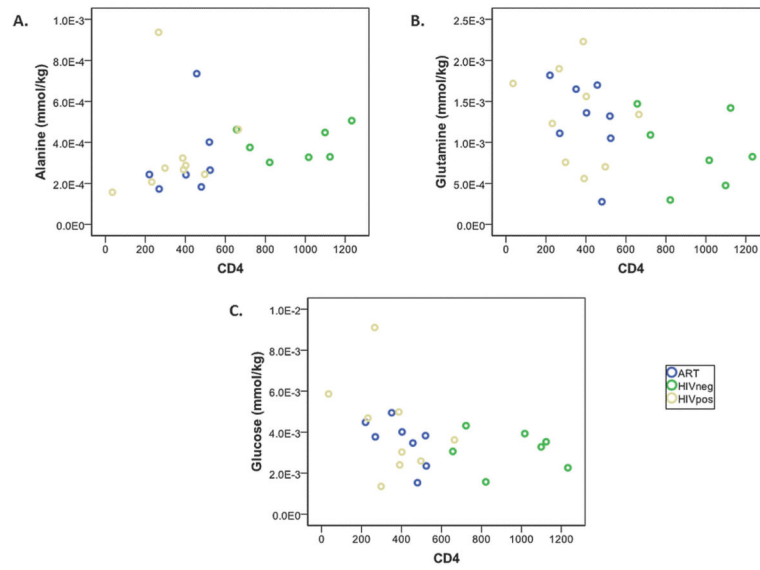 A.
1.0E-3
8.0E-4
6.0E-4
4.0E-4
2.0E-4
0.0E0
Alanine (mmol/kg)
0 200 400 600 800 1000 1200
CD4
B.
2.5E-3
2.0E-3
1.5E-3
1.0E-3
5.0E-4
0.0E0
Glutamine (mmol/kg)
0 200 400 600 800 1000 1200
CD4
C.
1.0E-2
8.0E-3
6.0E-3
4.0E-3
2.0E-3
0.0E0
Glucose (mmol/kg)
0 200 400 600 800 1000 1200
CD4
ART
HIVneg
HIVpos